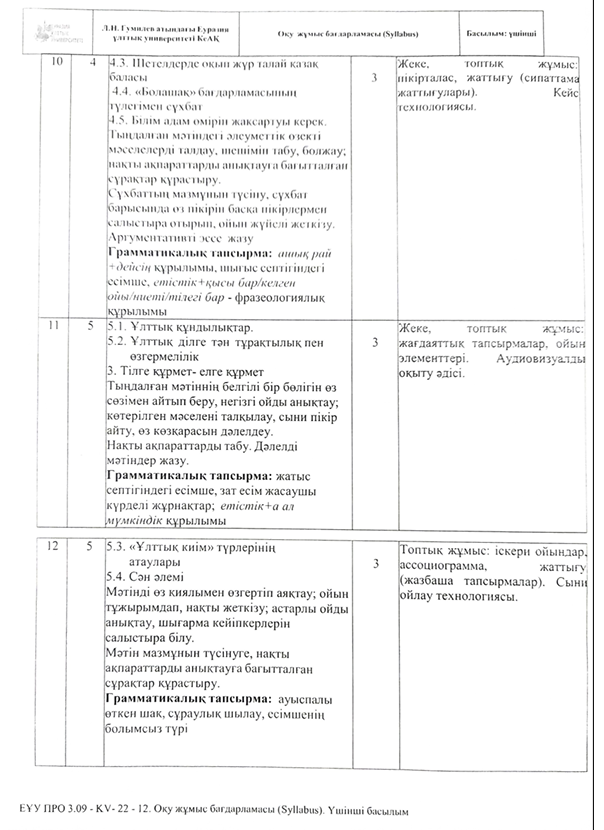 Л.Н. Гумилев атындағы Еуразия
ұлттық университеті КеАҚ
Оқу жұмыс бағдарламасы (Syllabus)
Басылым: үшінші
10
4
4.3. Шетелдерде оқып жүр талай қазақ
баласы
4.4. «Болашақ» бағдарламасының
түлегімен сұхбат
4.5. Білім адам өмірін жақсартуы керек.
Тыңдалған мәтіндегі әлеуметтік өзекті
мәселелерді талдау, шешімін табу, болжау;
нақты ақпараттарды анықтауға бағытталған
сұрақтар құрастыру.
Сұхбаттың мазмұнын түсіну, сұхбат
барысында өз пікірін басқа пікірлермен
салыстыра отырып, ойын жүйелі жеткізу.
Аргументативті эссе жазу
Грамматикалық тапсырма: ашық рай
+дейсің құрылымы, шығыс септігіндегі
есімше, етістік+қысы бар/келген
ойы/ниеті/тілегі бар - фразеологиялық
құрылымы
3
Жеке, топтық жұмыс:
пікірталас, жаттығу (сипаттама
жаттығулары). Кейс
технологиясы.
11
5
5.1. Ұлттық құндылықтар.
5.2. Ұлттық ділге тән тұрақтылық пен
өзгермелілік
3. Тілге құрмет- елге құрмет
Тыңдалған мәтіннің белгілі бір бөлігін өз
сөзімен айтып беру, негізгі ойды анықтау;
көтерілген мәселені талқылау, сыни пікір
айту, өз көзқарасын дәлелдеу.
Нақты ақпараттарды табу. Дәлелді
мәтіндер жазу.
Грамматикалық тапсырма: жатыс
септігіндегі есімше, зат есім жасаушы
күрделі жұрнақтар; етістік+а ал
мүмкіндік құрылымы
3
Жеке, топтық жұмыс:
жағдаяттық тапсырмалар, ойын
элементтері. Аудиовизуалды
оқыту әдісі.
12
5
5.3. «Ұлттық киім» түрлерінің
атаулары
5.4. Сән әлемі
Мәтінді өз қиялымен өзгертіп аяқтау; ойын
тұжырымдап, нақты жеткізу; астарлы ойды
анықтау, шығарма кейіпкерлерін
салыстыра білу.
Мәтін мазмұнын түсінуге, нақты
ақпараттарды анықтауға бағытталған
сұрақтар құрастыру.
Грамматикалық тапсырма: ауыспалы
өткен шақ, сұраулық шылау, есімшенің
болымсыз түрі
3
Топтық жұмыс: іскери ойындар,
ассоциограмма, жаттығу
(жазбаша тапсырмалар). Сыни
ойлау технологиясы.
ЕҰУ ПРО 3.09 - KV- 22 - 12. Оқу жұмыс бағдарламасы (Syllabus). Үшінші басылым